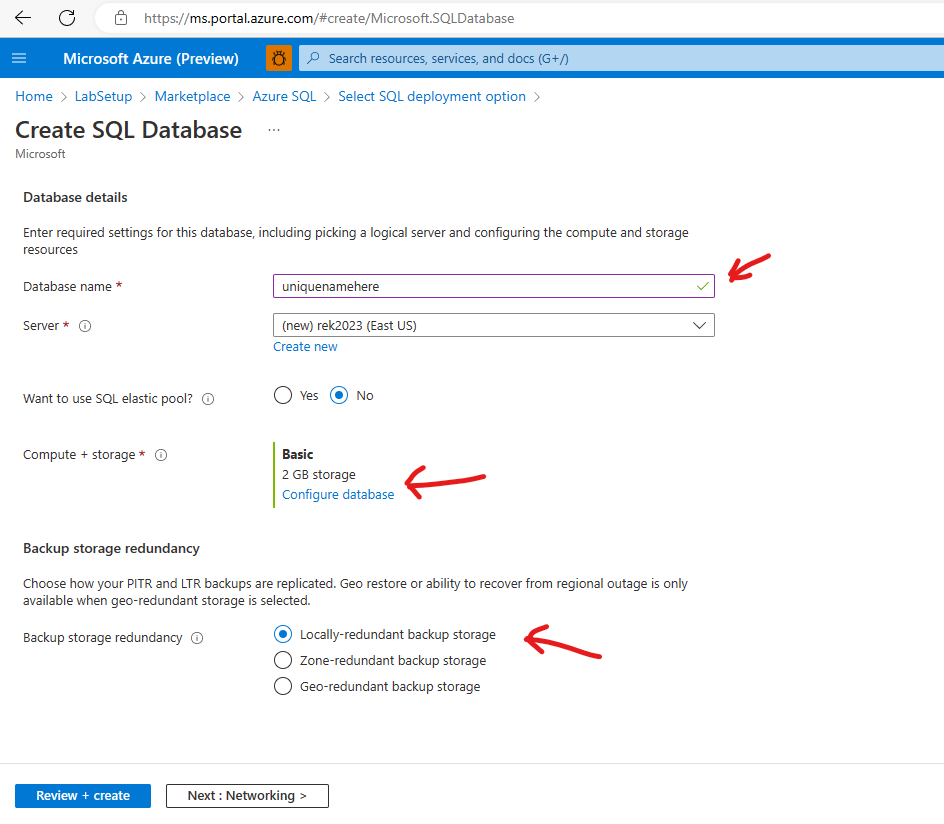 https://ms.portal.azure.com/#create/Microsoft.SQLDatabase
Microsoft Azure (Preview)
Search resources, services, and docs (G+/)
Home > LabSetup > Marketplace > Azure SQL > Select SQL deployment option >
Create SQL Database ...
Microsoft
Database details
Enter required settings for this database, including picking a logical server and configuring the compute and storage
resources
Database name *
uniquenamehere
Server *
(new) rek2023 (East US)
Create new
Want to use SQL elastic pool?
Yes
No
Compute + storage *
Basic
2 GB storage
Configure database
Backup storage redundancy
Choose how your PITR and LTR backups are replicated. Geo restore or ability to recover from regional outage is only
available when geo-redundant storage is selected.
Backup storage redundancy
Locally-redundant backup storage
Zone-redundant backup storage
Geo-redundant backup storage
Review + create
Next : Networking >